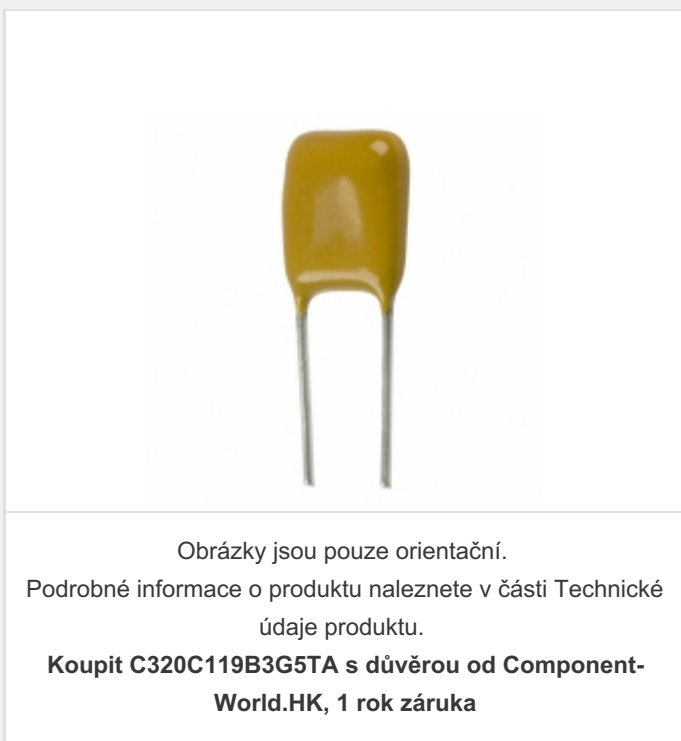 Obrázky jsou pouze orientační.
Podrobné informace o produktu naleznete v části Technické
údaje produktu.
Koupit C320C119B3G5TA s důvěrou od Component-
World.HK, 1 rok záruka